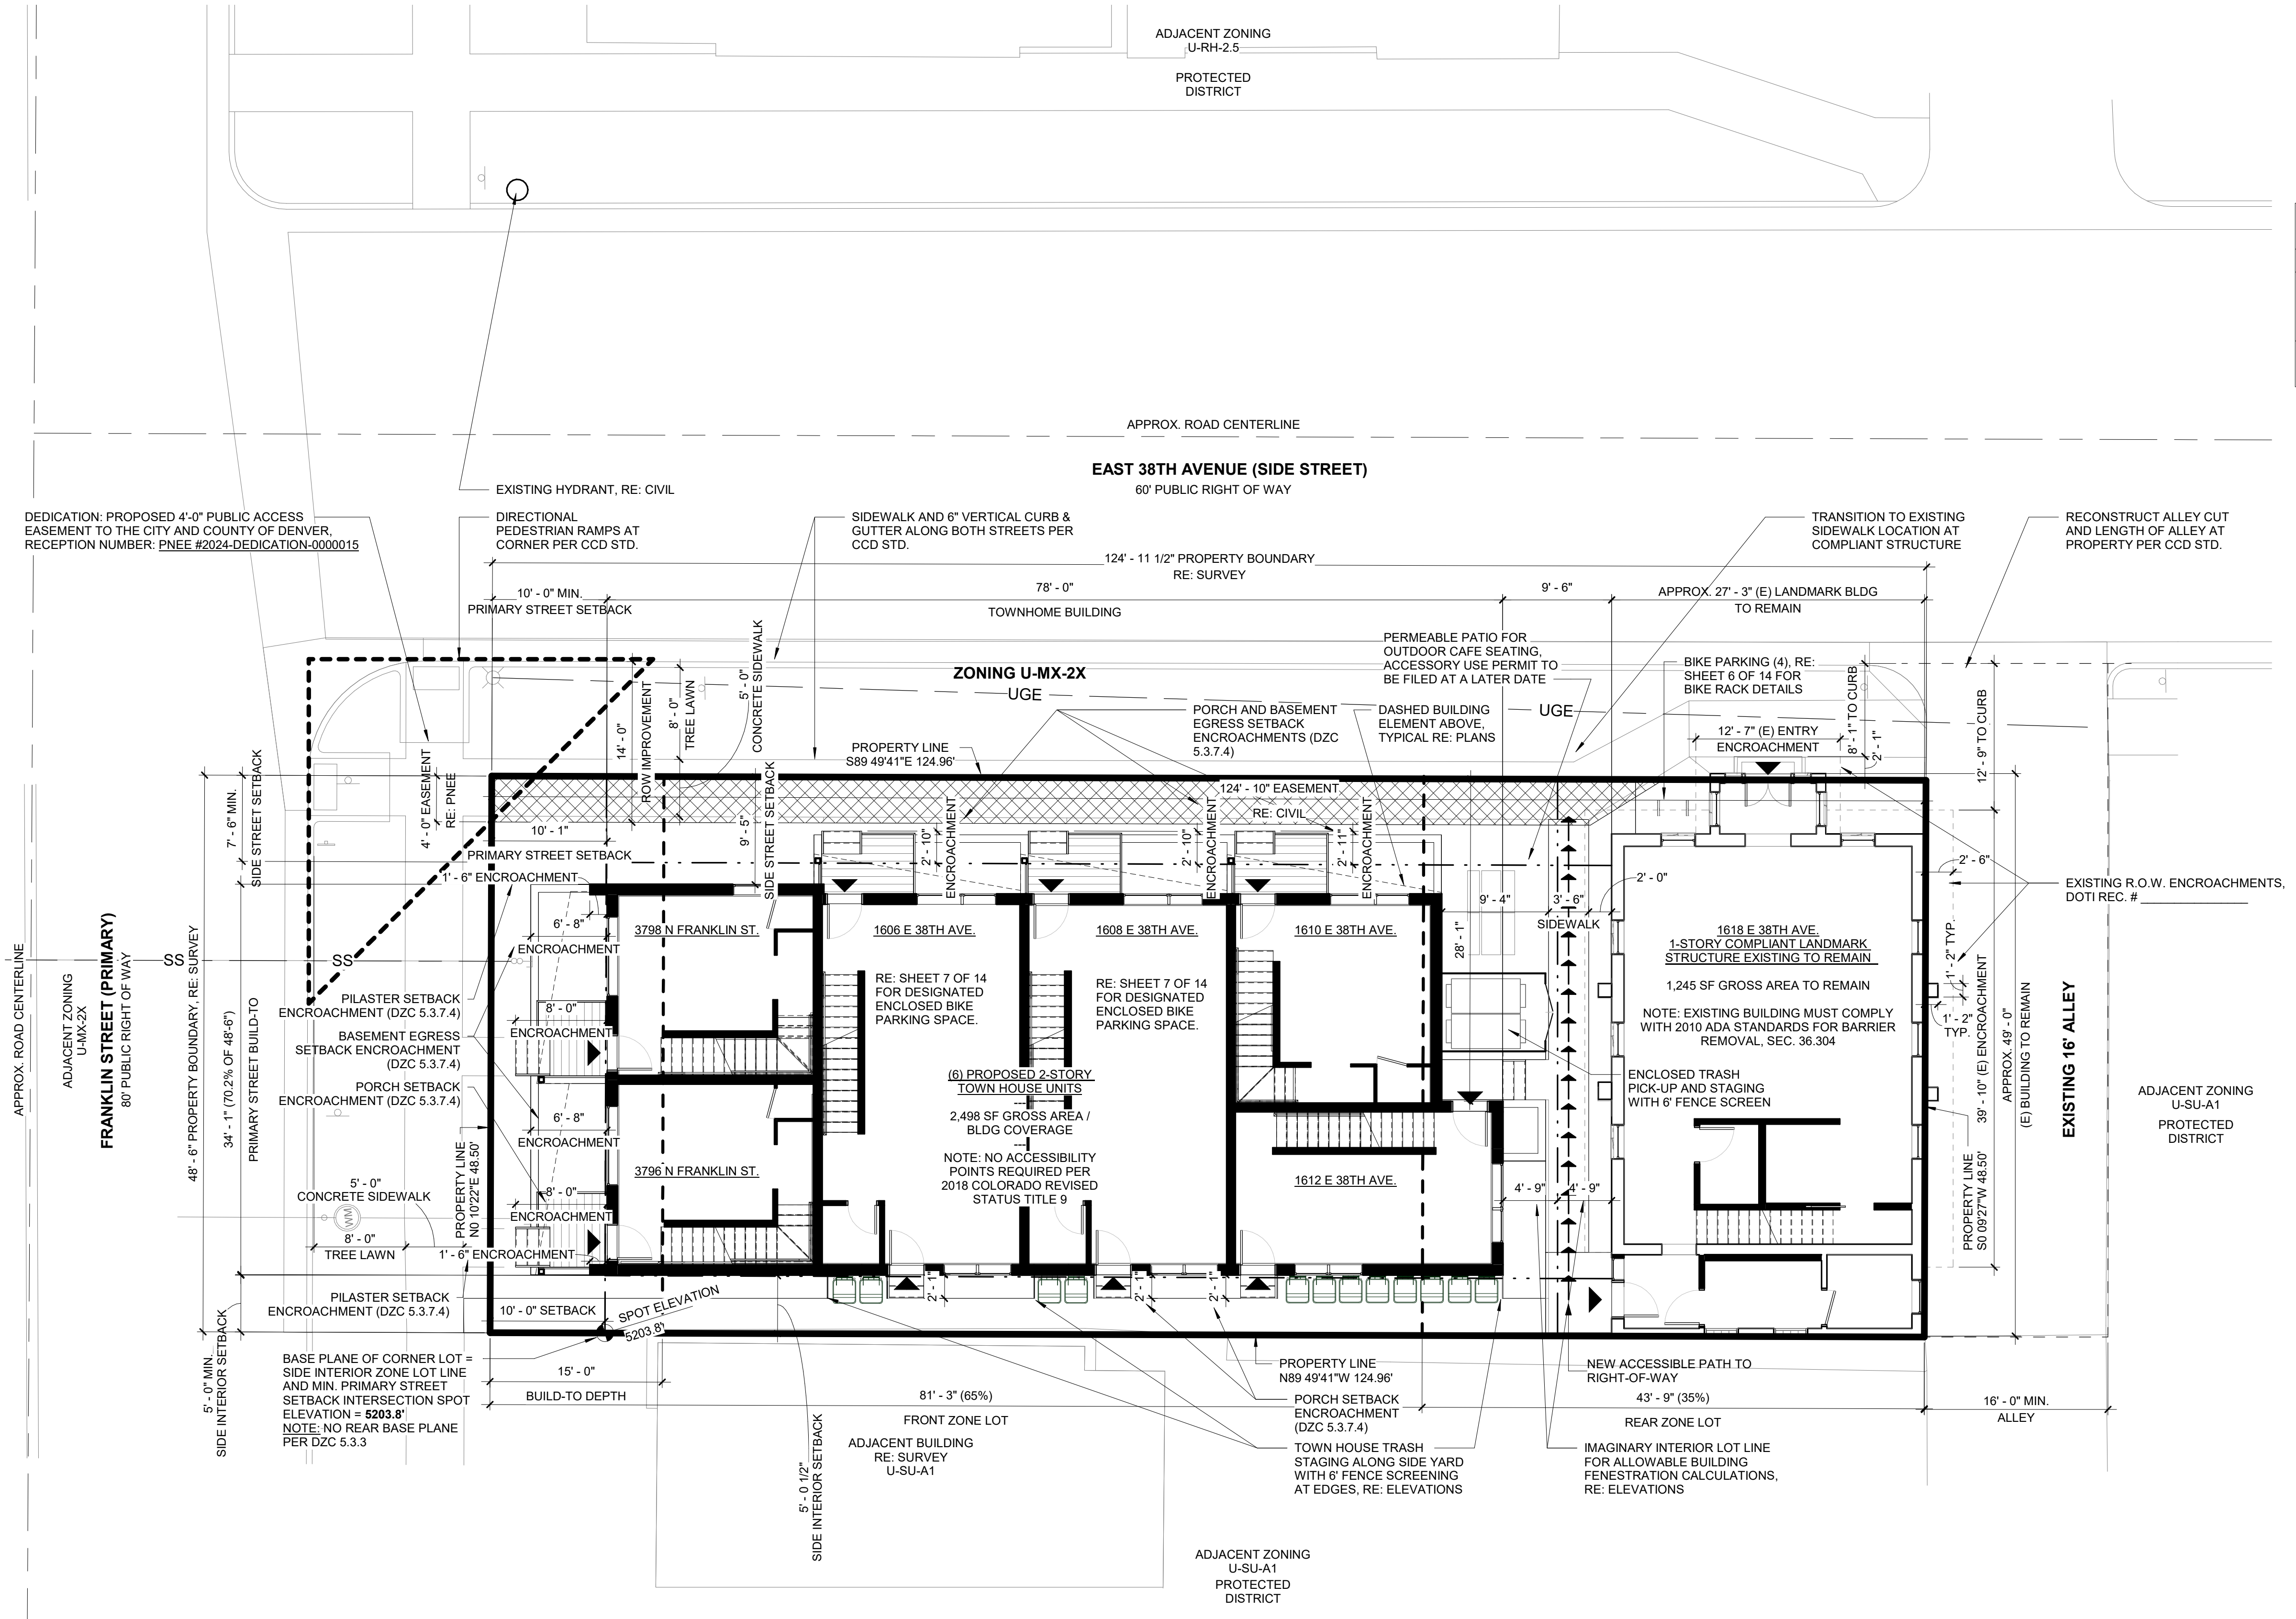 ADJACENT ZONING
U-RH-2.5
PROTECTED
DISTRICT
APPROX. ROAD CENTERLINE
EAST 38TH AVENUE (SIDE STREET)
60' PUBLIC RIGHT OF WAY
EXISTING HYDRANT, RE: CIVIL
DEDICATION: PROPOSED 4'-0" PUBLIC ACCESS
EASEMENT TO THE CITY AND COUNTY OF DENVER,
RECEPTION NUMBER: PNEE #2024-DEDICATION-0000015
DIRECTIONAL
PEDESTRIAN RAMPS AT
CORNER PER CCD STD.
SIDEWALK AND 6" VERTICAL CURB &
GUTTER ALONG BOTH STREETS PER
CCD STD.
TRANSITION TO EXISTING
SIDEWALK LOCATION AT
COMPLIANT STRUCTURE
RECONSTRUCT ALLEY CUT
AND LENGTH OF ALLEY AT
PROPERTY PER CCD STD.
124' - 11 1/2" PROPERTY BOUNDARY
RE: SURVEY
10' - 0" MIN.
PRIMARY STREET SETBACK
78' - 0"
TOWNHOME BUILDING
9' - 6"
APPROX. 27' - 3" (E) LANDMARK BLDG
TO REMAIN
PERMEABLE PATIO FOR
OUTDOOR CAFE SEATING,
ACCESSORY USE PERMIT TO
BE FILED AT A LATER DATE
BIKE PARKING (4), RE:
SHEET 6 OF 14 FOR
BIKE RACK DETAILS
ZONING U-MX-2X
UGE
UGE
PORCH AND BASEMENT
EGRESS SETBACK
ENCROACHMENTS (DZC
5.3.7.4)
DASHED BUILDING
ELEMENT ABOVE,
TYPICAL RE: PLANS
12' - 7" (E) ENTRY
ENCROACHMENT
8' - 1" TO CURB
2' - 1"
12' - 9" TO CURB
14' - 0"
ROW IMPROVEMENT
8' - 0"
TREE LAWN
5' - 0"
CONCRETE SIDEWALK
PROPERTY LINE
S89 49'41"E 124.96'
124' - 10" EASEMENT
RE: CIVIL
7' - 6" MIN.
SIDE STREET SETBACK
4' - 0" EASEMENT
RE: PNEE
10' - 1"
PRIMARY STREET SETBACK
9' - 5"
SIDE STREET SETBACK
2' - 10"
ENCROACHMENT
2' - 10"
ENCROACHMENT
2' - 11"
ENCROACHMENT
1' - 6" ENCROACHMENT
6' - 8"
ENCROACHMENT
8' - 0"
ENCROACHMENT
6' - 8"
ENCROACHMENT
8' - 0"
ENCROACHMENT
1' - 6" ENCROACHMENT
3798 N FRANKLIN ST.
1606 E 38TH AVE.
1608 E 38TH AVE.
1610 E 38TH AVE.
9' - 4"
3' - 6"
SIDEWALK
28' - 1"
2' - 0"
2' - 6"
EXISTING R.O.W. ENCROACHMENTS,
DOTI REC. # ________________
1618 E 38TH AVE.
1-STORY COMPLIANT LANDMARK
STRUCTURE EXISTING TO REMAIN
1,245 SF GROSS AREA TO REMAIN
NOTE: EXISTING BUILDING MUST COMPLY
WITH 2010 ADA STANDARDS FOR BARRIER
REMOVAL, SEC. 36.304
1' - 2" TYP.
1' - 2"
TYP.
39' - 10" (E) ENCROACHMENT
APPROX. 49' - 0"
(E) BUILDING TO REMAIN
EXISTING 16' ALLEY
ADJACENT ZONING
U-SU-A1
PROTECTED
DISTRICT
APPROX. ROAD CENTERLINE
ADJACENT ZONING
U-MX-2X
FRANKLIN STREET (PRIMARY)
80' PUBLIC RIGHT OF WAY
SS
SS
48' - 6" PROPERTY BOUNDARY, RE: SURVEY
34' - 1" (70.2% OF 48'-6")
PRIMARY STREET BUILD-TO
PILASTER SETBACK
ENCROACHMENT (DZC 5.3.7.4)
BASEMENT EGRESS
SETBACK ENCROACHMENT
(DZC 5.3.7.4)
PORCH SETBACK
ENCROACHMENT (DZC 5.3.7.4)
RE: SHEET 7 OF 14
FOR DESIGNATED
ENCLOSED BIKE
PARKING SPACE.
RE: SHEET 7 OF 14
FOR DESIGNATED
ENCLOSED BIKE
PARKING SPACE.
(6) PROPOSED 2-STORY
TOWN HOUSE UNITS
---
2,498 SF GROSS AREA /
BLDG COVERAGE
---
NOTE: NO ACCESSIBILITY
POINTS REQUIRED PER
2018 COLORADO REVISED
STATUS TITLE 9
ENCLOSED TRASH
PICK-UP AND STAGING
WITH 6' FENCE SCREEN
3796 N FRANKLIN ST.
1612 E 38TH AVE.
4' - 9"
4' - 9"
PROPERTY LINE
S0 09'27"W 48.50'
PROPERTY LINE
N0 10'22"E 48.50'
5' - 0"
CONCRETE SIDEWALK
WM
8' - 0"
TREE LAWN
PILASTER SETBACK
ENCROACHMENT (DZC 5.3.7.4)
10' - 0" SETBACK
SPOT ELEVATION
5203.8'
2' - 1"
2' - 1"
2' - 1"
5' - 0" MIN.
SIDE INTERIOR SETBACK
BASE PLANE OF CORNER LOT =
SIDE INTERIOR ZONE LOT LINE
AND MIN. PRIMARY STREET
SETBACK INTERSECTION SPOT
ELEVATION = 5203.8'
NOTE: NO REAR BASE PLANE
PER DZC 5.3.3
15' - 0"
BUILD-TO DEPTH
81' - 3" (65%)
FRONT ZONE LOT
PROPERTY LINE
N89 49'41"W 124.96'
PORCH SETBACK
ENCROACHMENT
(DZC 5.3.7.4)
NEW ACCESSIBLE PATH TO
RIGHT-OF-WAY
43' - 9" (35%)
REAR ZONE LOT
16' - 0" MIN.
ALLEY
ADJACENT BUILDING
RE: SURVEY
U-SU-A1
5' - 0 1/2"
SIDE INTERIOR SETBACK
TOWN HOUSE TRASH
STAGING ALONG SIDE YARD
WITH 6' FENCE SCREENING
AT EDGES, RE: ELEVATIONS
IMAGINARY INTERIOR LOT LINE
FOR ALLOWABLE BUILDING
FENESTRATION CALCULATIONS,
RE: ELEVATIONS
ADJACENT ZONING
U-SU-A1
PROTECTED
DISTRICT